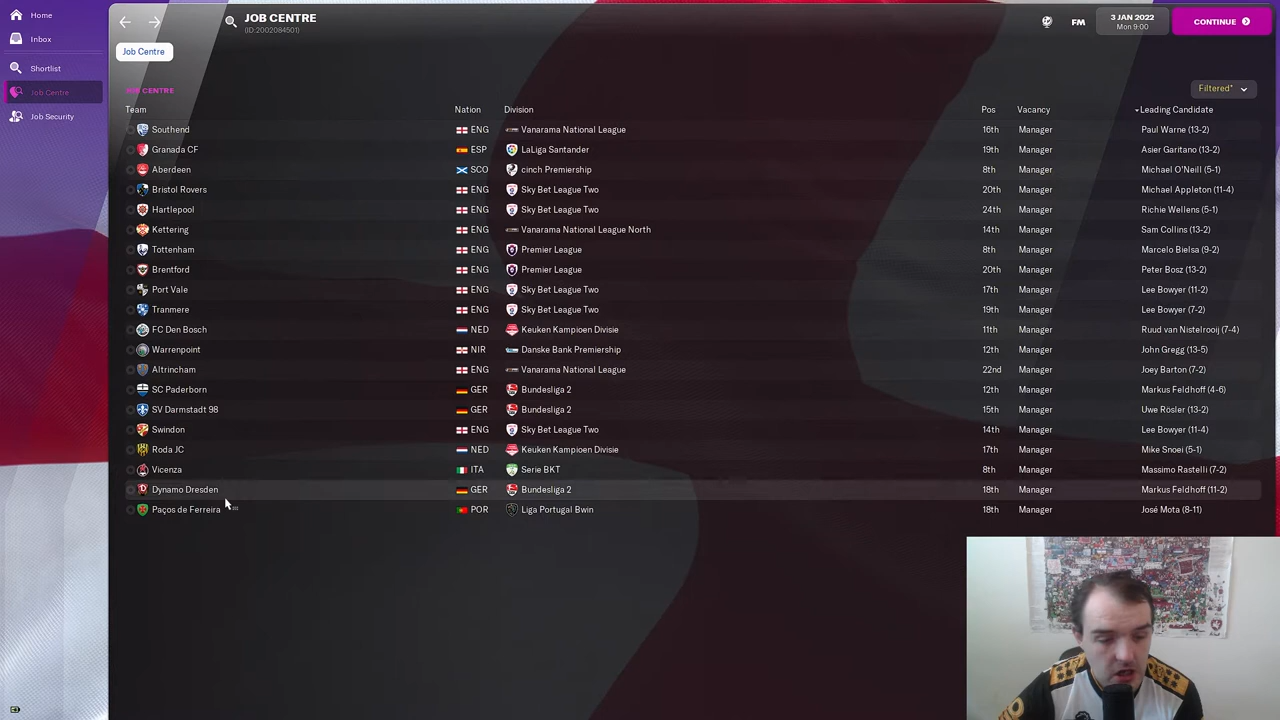 Home
Inbox
Shortlist
Job Centre
Job Security
JOB CENTRE
(ID:2002084501)
FM
3 JAN 2022
Mon 9:00
CONTINUE
Job Centre
JOB CENTRE
Filtered*
Team Nation Division Pos Vacancy Leading Candidate
Southend ENG Vanarama National League 16th Manager Paul Warne (13-2)
Granada CF ESP LaLiga Santander 19th Manager Asier Garitano (13-2)
Aberdeen SCO cinch Premiership 8th Manager Michael O'Neill (5-1)
Bristol Rovers ENG Sky Bet League Two 20th Manager Michael Appleton (11-4)
Hartlepool ENG Sky Bet League Two 24th Manager Richie Wellens (5-1)
Kettering ENG Vanarama National League North 14th Manager Sam Collins (13-2)
Tottenham ENG Premier League 8th Manager Marcelo Bielsa (9-2)
Brentford ENG Premier League 20th Manager Peter Bosz (13-2)
Port Vale ENG Sky Bet League Two 17th Manager Lee Bowyer (11-2)
Tranmere ENG Sky Bet League Two 19th Manager Lee Bowyer (7-2)
FC Den Bosch NED Keuken Kampioen Divisie 11th Manager Ruud van Nistelrooij (7-4)
Warrenpoint NIR Danske Bank Premiership 12th Manager John Gregg (13-5)
Altrincham ENG Vanarama National League 22nd Manager Joey Barton (7-2)
SC Paderborn GER Bundesliga 2 12th Manager Markus Feldhoff (4-6)
SV Darmstadt 98 GER Bundesliga 2 15th Manager Uwe Rösler (13-2)
Swindon ENG Sky Bet League Two 14th Manager Lee Bowyer (11-4)
Roda JC NED Keuken Kampioen Divisie 17th Manager Mike Snoei (5-1)
Vicenza ITA Serie BKT 8th Manager Massimo Rastelli (7-2)
Dynamo Dresden GER Bundesliga 2 18th Manager Markus Feldhoff (11-2)
Paços de Ferreira POR Liga Portugal Bwin 18th Manager José Mota (8-11)